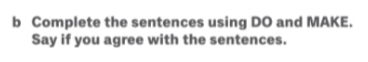 b Complete the sentences using DO and MAKE.
Say if you agree with the sentences.